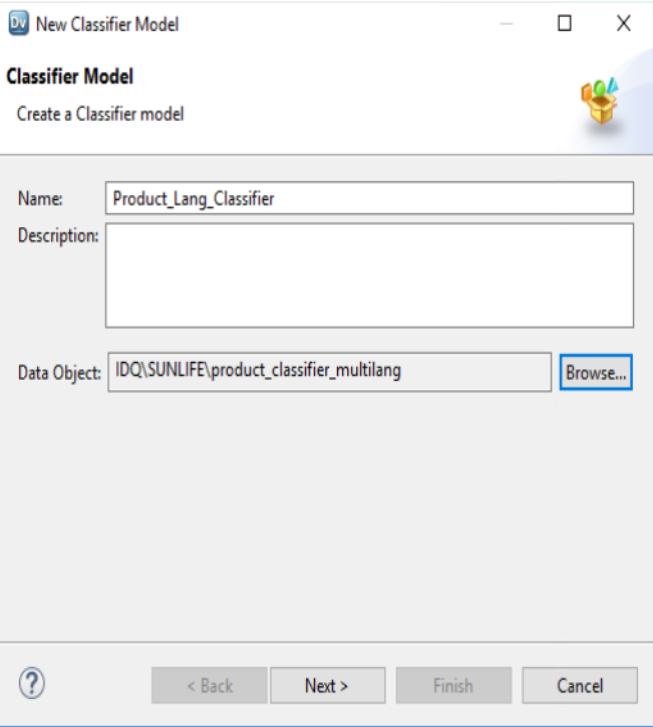 Dv New Classifier Model
Classifier Model
Create a Classifier model
Name: Product_Lang_Classifier
Description:
Data Object: IDQ\SUNLIFE\product_classifier_multilang Browse...
? < Back Next > Finish Cancel